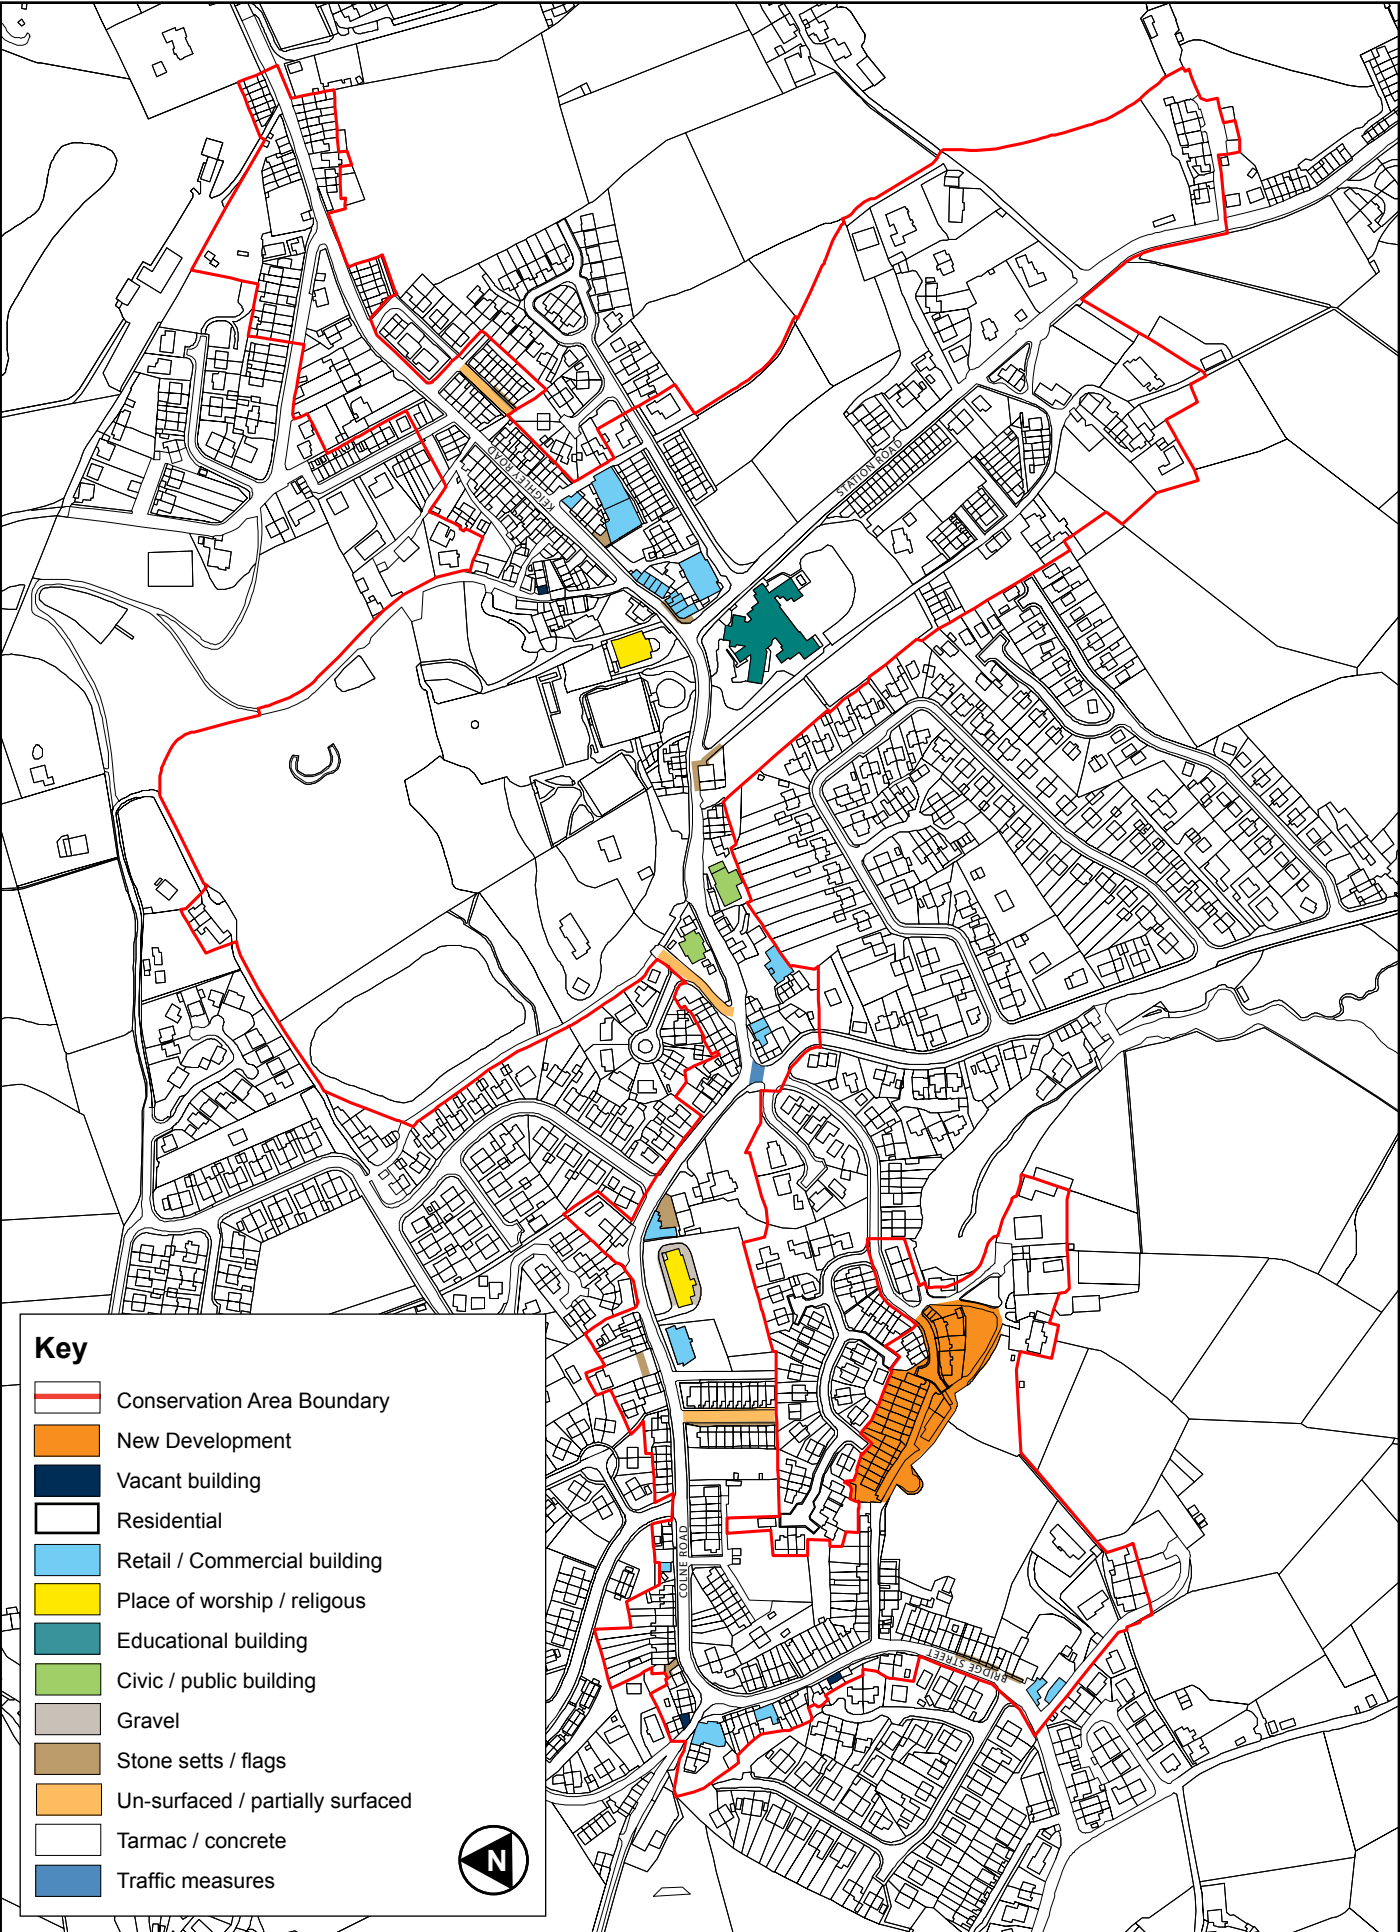 KEIGHLEY ROAD
STATION ROAD
COLNE ROAD
BRIDGE STREET
Key
Conservation Area Boundary
New Development
Vacant building
Residential
Retail / Commercial building
Place of worship / religous
Educational building
Civic / public building
Gravel
Stone setts / flags
Un-surfaced / partially surfaced
Tarmac / concrete
Traffic measures
N